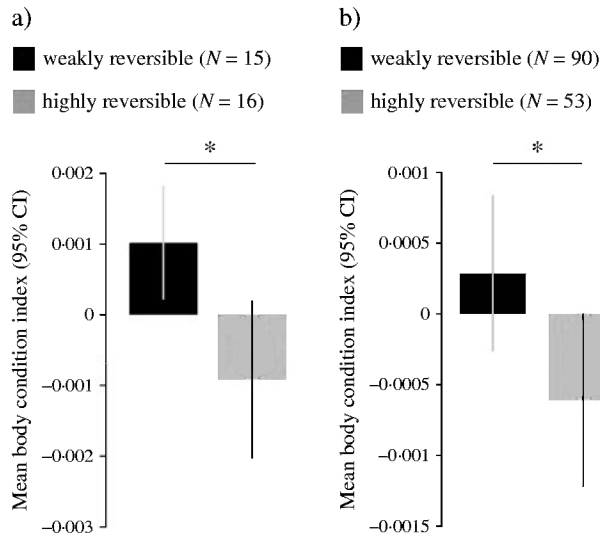 a)
weakly reversible (N = 15)
highly reversible (N = 16)
*
0·002
0·001
0
−0·001
−0·002
−0·003
Mean body condition index (95% CI)
b)
weakly reversible (N = 90)
highly reversible (N = 53)
*
0·001
0·0005
0
−0·0005
−0·001
−0·0015
Mean body condition index (95% CI)